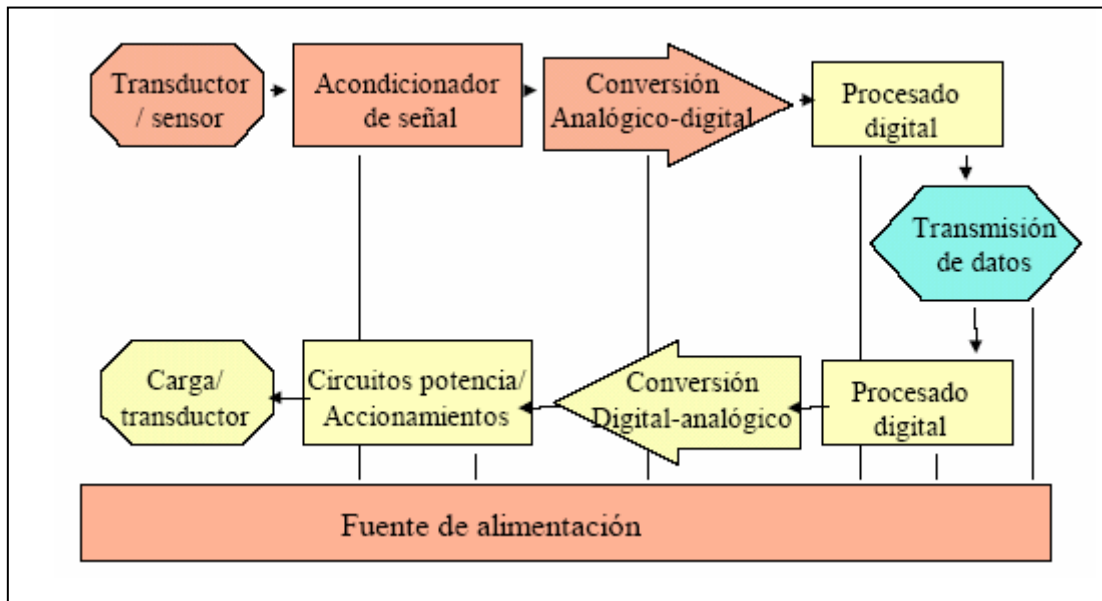 Transductor
/ sensor
Acondicionador
de señal
Conversión
Analógico-digital
Procesado
digital
Transmisión
de datos
Procesado
digital
Conversión
Digital-analógico
Circuitos potencia/
Accionamientos
Carga/
transductor
Fuente de alimentación